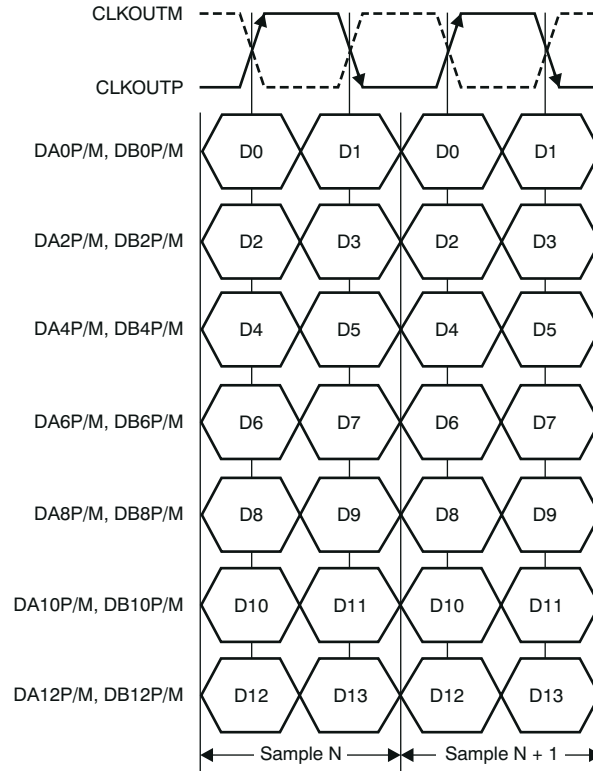 CLKOUTM
CLKOUTP
DA0P/M, DB0P/M D0 D1 D0 D1
DA2P/M, DB2P/M D2 D3 D2 D3
DA4P/M, DB4P/M D4 D5 D4 D5
DA6P/M, DB6P/M D6 D7 D6 D7
DA8P/M, DB8P/M D8 D9 D8 D9
DA10P/M, DB10P/M D10 D11 D10 D11
DA12P/M, DB12P/M D12 D13 D12 D13
Sample N Sample N + 1